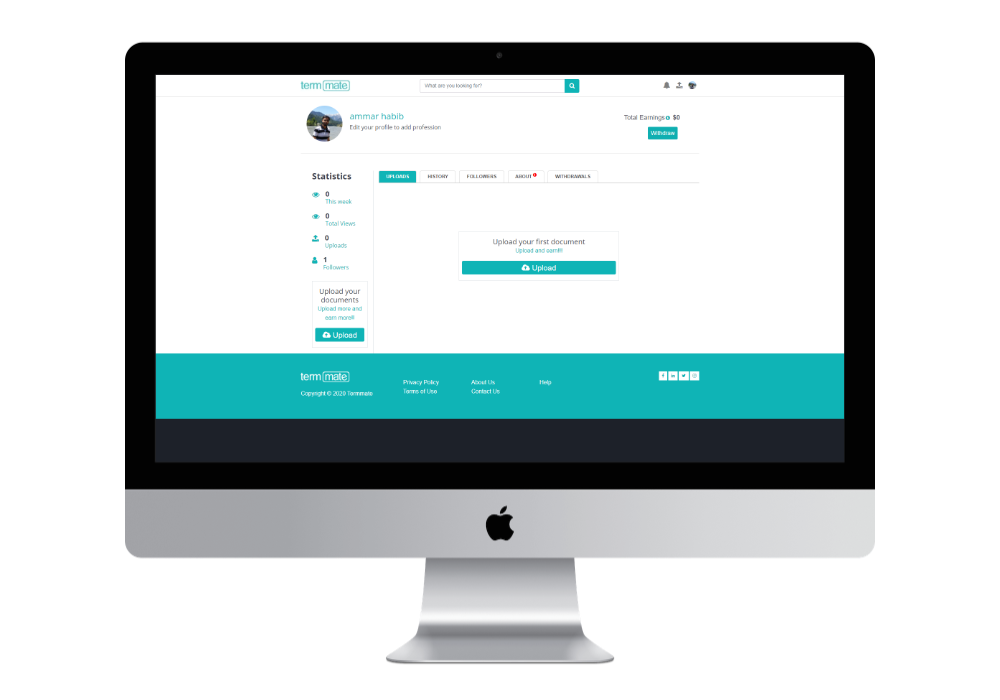 term mate
What are you looking for?
ammar habib
Edit your profile to add profession
Total Earnings $0
Withdraw
Statistics
0
This week
0
Total Views
0
Uploads
1
Followers
Upload your
documents
Upload more and
earn more!!!
Upload
UPLOADS HISTORY FOLLOWERS ABOUT WITHDRAWALS
Upload your first document
Upload and earn!!!
Upload
term mate
Copyright © 2020 Termmate
Privacy Policy
Terms of Use
About Us
Contact Us
Help